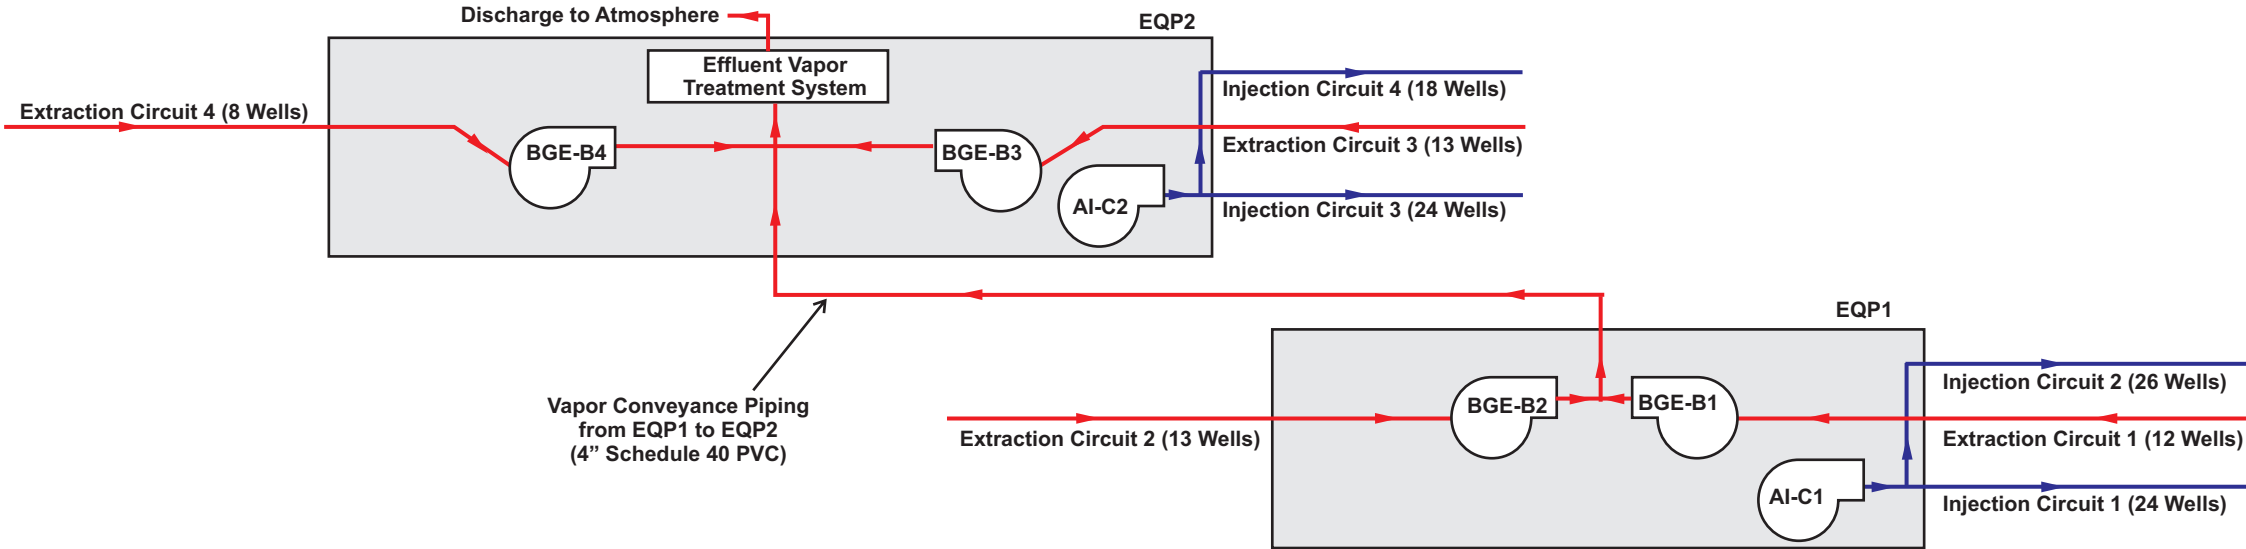 Discharge to Atmosphere
EQP2
Effluent Vapor
Treatment System
Injection Circuit 4 (18 Wells)
Extraction Circuit 4 (8 Wells)
BGE-B4
BGE-B3
Extraction Circuit 3 (13 Wells)
AI-C2
Injection Circuit 3 (24 Wells)
EQP1
Vapor Conveyance Piping
from EQP1 to EQP2
(4” Schedule 40 PVC)
BGE-B2
BGE-B1
Injection Circuit 2 (26 Wells)
Extraction Circuit 2 (13 Wells)
Extraction Circuit 1 (12 Wells)
AI-C1
Injection Circuit 1 (24 Wells)